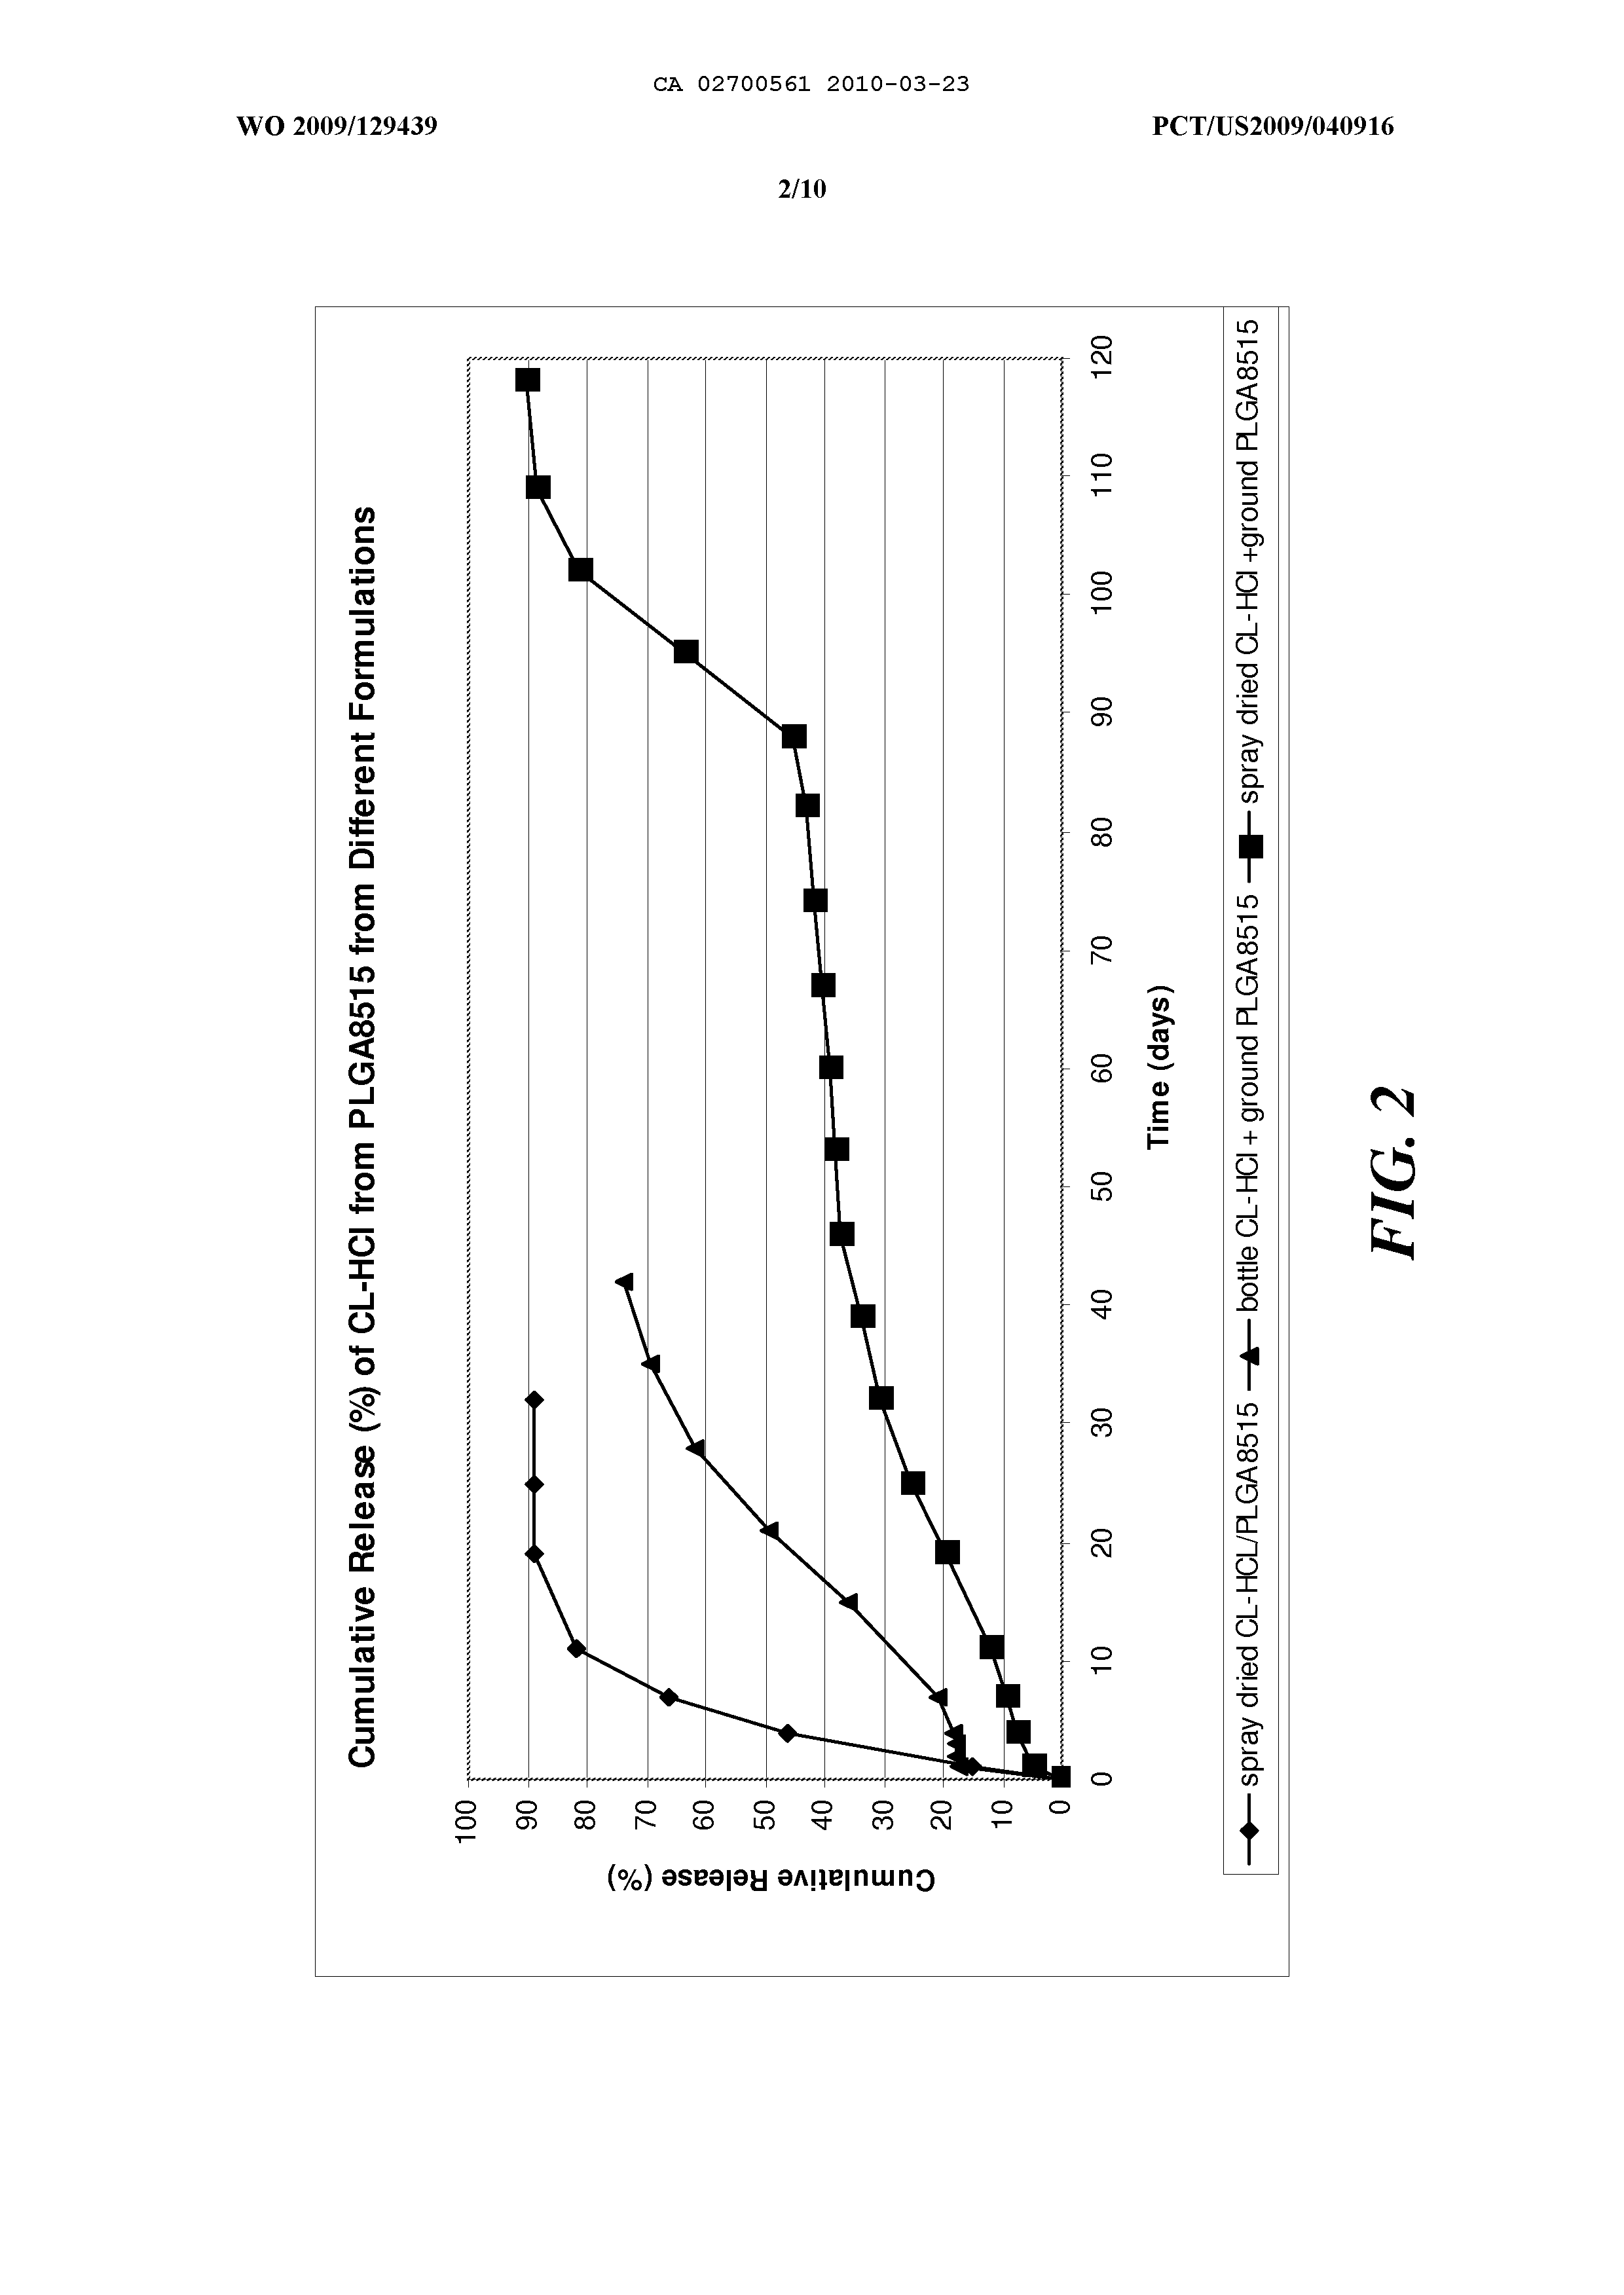 CA 02700561 2010-03-23
WO 2009/129439
PCT/US2009/040916
2/10
Cumulative Release (%) of CL-HCl from PLGA8515 from Different Formulations
Cumulative Release (%)
100
90
80
70
60
50
40
30
20
10
0
0
10
20
30
40
50
60
70
80
90
100
110
120
Time (days)
spray dried CL-HCL/PLGA8515
bottle CL-HCl + ground PLGA8515
spray dried CL-HCl +ground PLGA8515
FIG. 2